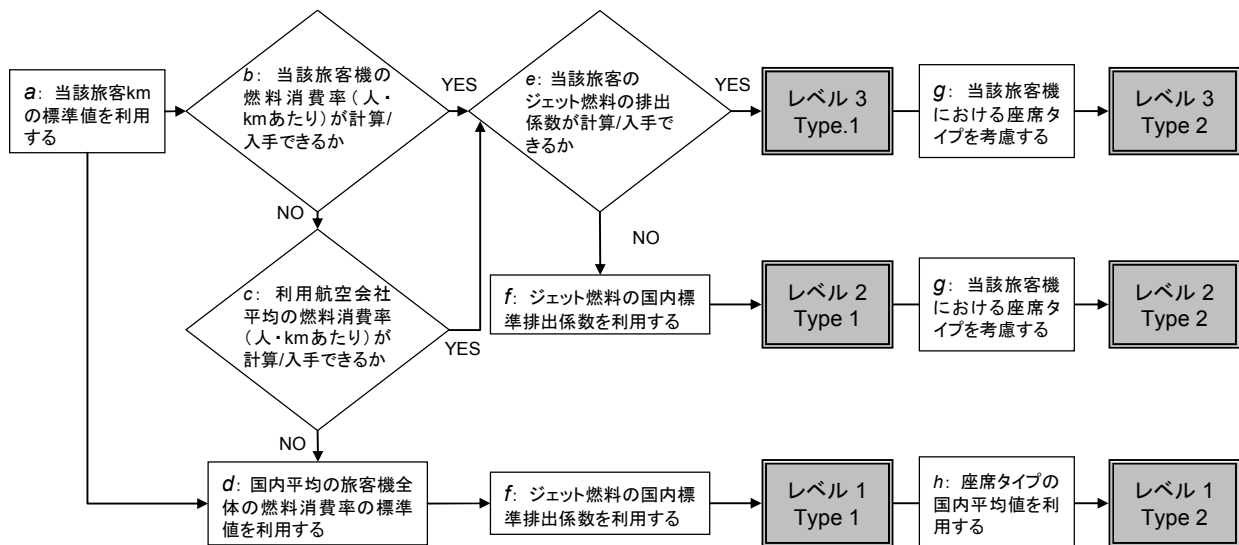 a: 当該旅客km
の標準値を利用
する
b: 当該旅客機の
燃料消費率(人・
kmあたり)が計算/
入手できるか
YES
NO
e: 当該旅客の
ジェット燃料の排出
係数が計算/入手で
きるか
YES
NO
レベル 3
Type.1
g: 当該旅客機
における座席タ
イプを考慮する
レベル 3
Type 2
c: 利用航空会社
平均の燃料消費率
(人・kmあたり)が
計算/入手できるか
YES
NO
f: ジェット燃料の国内標
準排出係数を利用する
レベル 2
Type 1
g: 当該旅客機
における座席タ
イプを考慮する
レベル 2
Type 2
d: 国内平均の旅客機全
体の燃料消費率の標準
値を利用する
f: ジェット燃料の国内標
準排出係数を利用する
レベル 1
Type 1
h: 座席タイプの
国内平均値を利
用する
レベル 1
Type 2